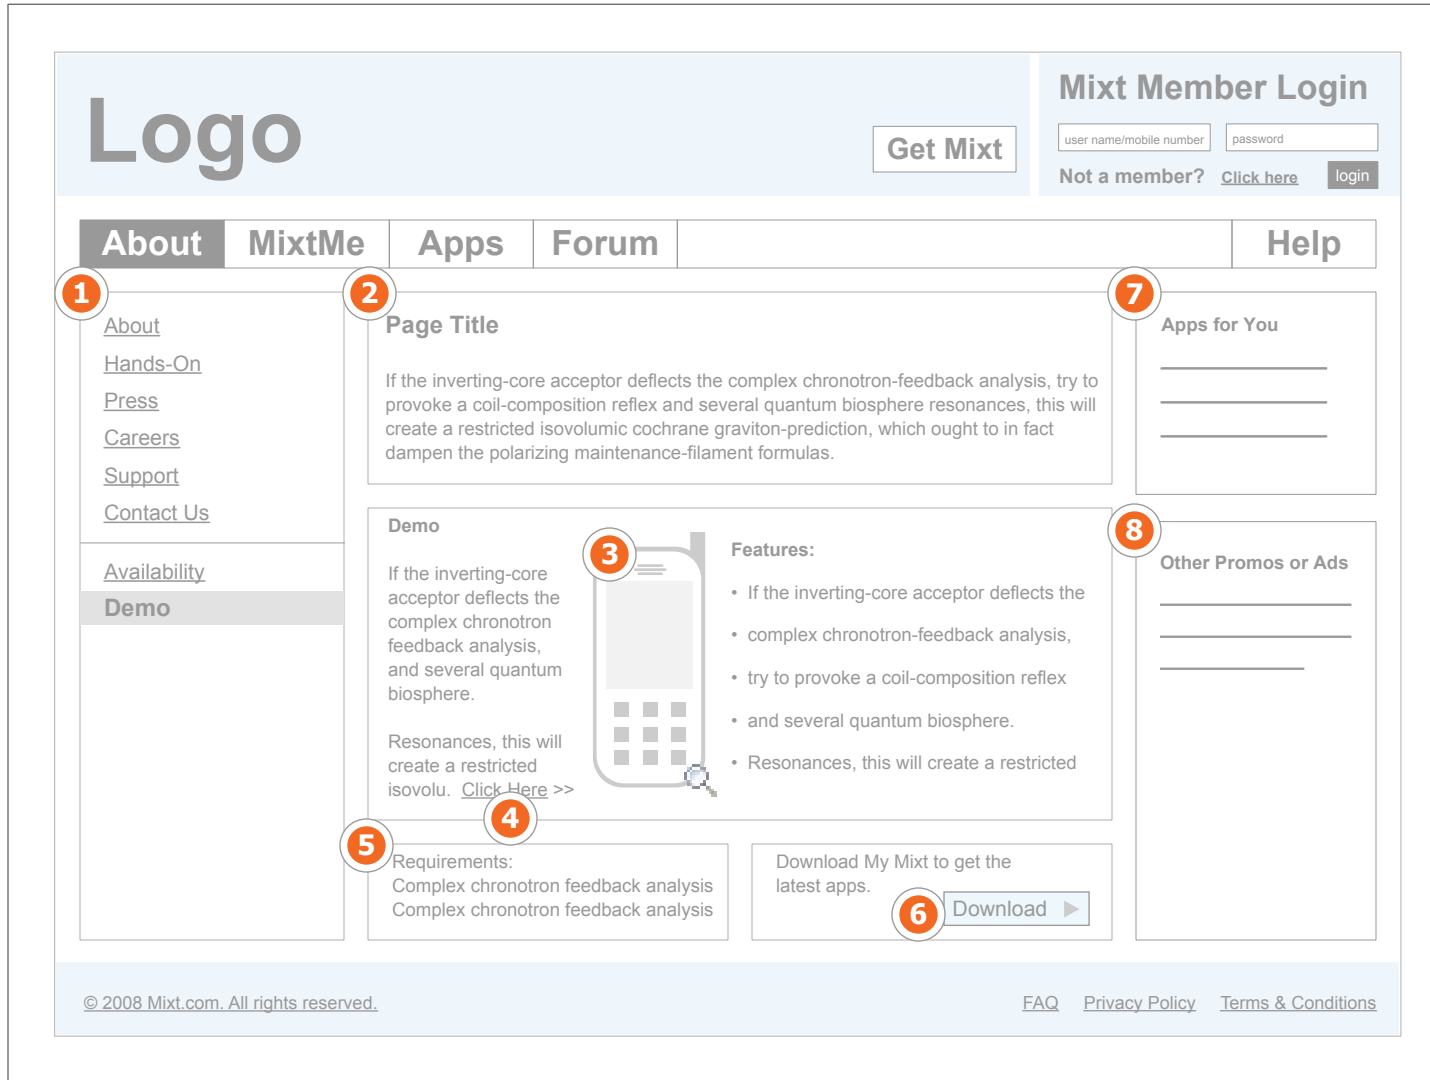 Logo
Get Mixt
Mixt Member Login
user name/mobile number
password
Not a member? Click here
login
About
MixtMe
Apps
Forum
Help
1
About
Hands-On
Press
Careers
Support
Contact Us
Availability
Demo
2
Page Title
If the inverting-core acceptor deflects the complex chronotron-feedback analysis, try to
provoke a coil-composition reflex and several quantum biosphere resonances, this will
create a restricted isovolumic cochrane graviton-prediction, which ought to in fact
dampen the polarizing maintenance-filament formulas.
Demo
If the inverting-core
acceptor deflects the
complex chronotron
feedback analysis,
and several quantum
biosphere.
Resonances, this will
create a restricted
isovolu. Click Here >>
3
4
Features:
• If the inverting-core acceptor deflects the
• complex chronotron-feedback analysis,
• try to provoke a coil-composition reflex
• and several quantum biosphere.
• Resonances, this will create a restricted
5
Requirements:
Complex chronotron feedback analysis
Complex chronotron feedback analysis
Download My Mixt to get the
latest apps.
6
Download
7
Apps for You
8
Other Promos or Ads
© 2008 Mixt.com. All rights reserved.
FAQ
Privacy Policy
Terms & Conditions